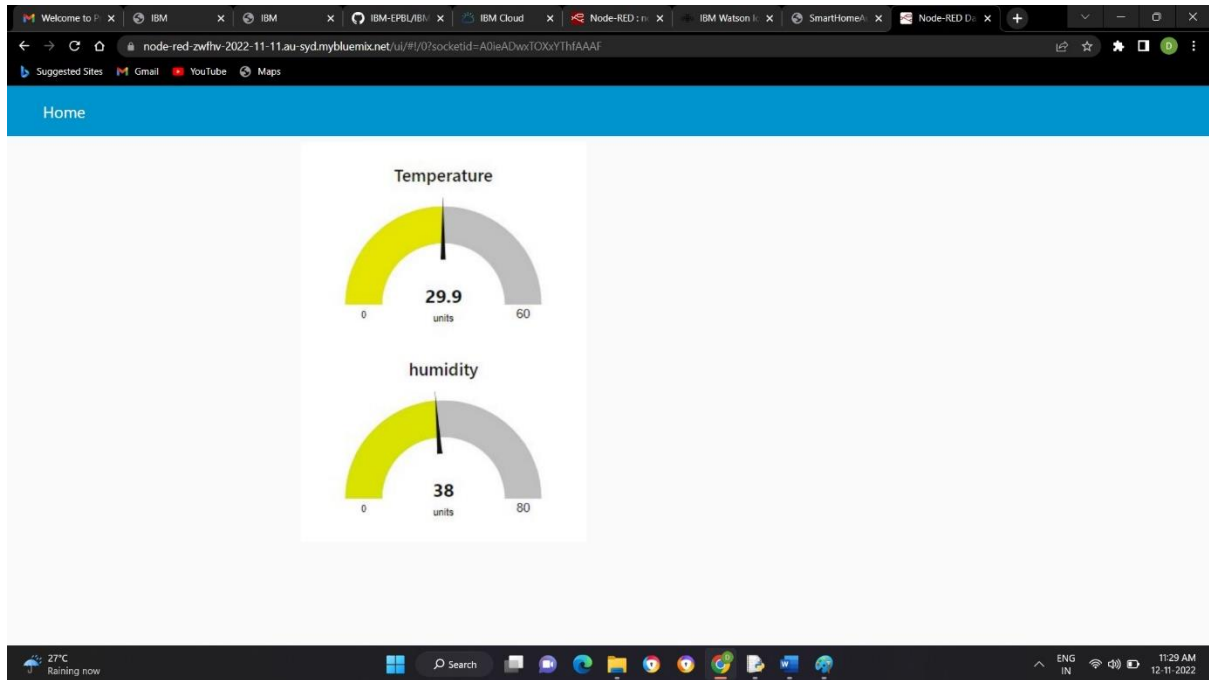 Welcome to P
IBM
IBM
IBM-EPBL/IBM
IBM Cloud
Node-RED : n
IBM Watson I
SmartHomeA
Node-RED Da
node-red-zwfhv-2022-11-11.au-syd.mybluemix.net/ui/#!/0?socketid=A0ieADwxTOXxYThfAAAF
D
Suggested Sites
Gmail
YouTube
Maps
Home
Temperature
29.9
0
units
60
humidity
38
0
units
80
27°C
Raining now
Search
ENG
IN
11:29 AM
12-11-2022